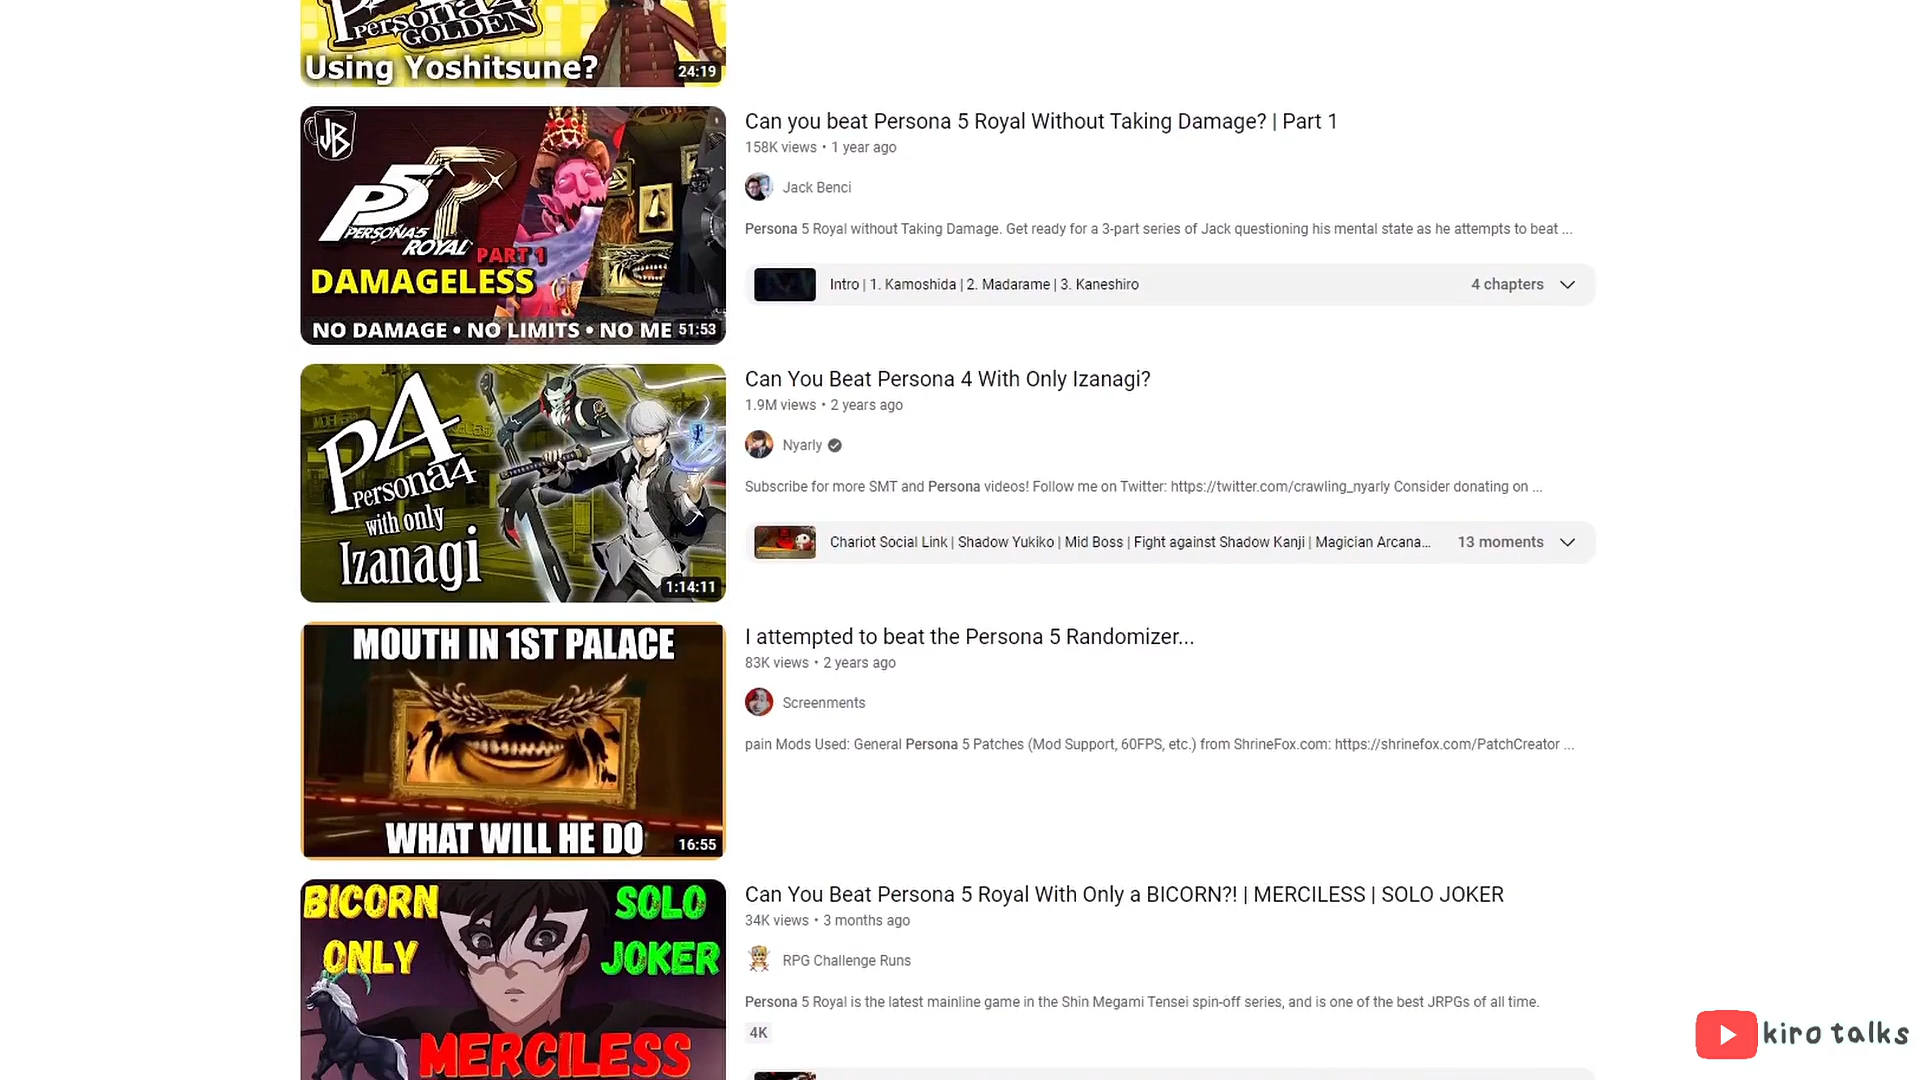 Persona4
GOLDEN
Using Yoshitsune?
24:19
JB
P5R
PERSONA5
ROYAL
PART 1
DAMAGELESS
NO DAMAGE • NO LIMITS • NO ME
51:53
Can you beat Persona 5 Royal Without Taking Damage? | Part 1
158K views • 1 year ago
Jack Benci
Persona 5 Royal without Taking Damage. Get ready for a 3-part series of Jack questioning his mental state as he attempts to beat ...
Intro | 1. Kamoshida | 2. Madarame | 3. Kaneshiro
4 chapters
P4
Persona4
with only
Izanagi
1:14:11
Can You Beat Persona 4 With Only Izanagi?
1.9M views • 2 years ago
Nyarly
Subscribe for more SMT and Persona videos! Follow me on Twitter: https://twitter.com/crawling_nyarly Consider donating on ...
Chariot Social Link | Shadow Yukiko | Mid Boss | Fight against Shadow Kanji | Magician Arcana...
13 moments
MOUTH IN 1ST PALACE
WHAT WILL HE DO
16:55
I attempted to beat the Persona 5 Randomizer...
83K views • 2 years ago
Screenments
pain Mods Used: General Persona 5 Patches (Mod Support, 60FPS, etc.) from ShrineFox.com: https://shrinefox.com/PatchCreator ...
BICORN
ONLY
SOLO
JOKER
MERCILESS
Can You Beat Persona 5 Royal With Only a BICORN?! | MERCILESS | SOLO JOKER
34K views • 3 months ago
RPG Challenge Runs
Persona 5 Royal is the latest mainline game in the Shin Megami Tensei spin-off series, and is one of the best JRPGs of all time.
4K
kiro talks